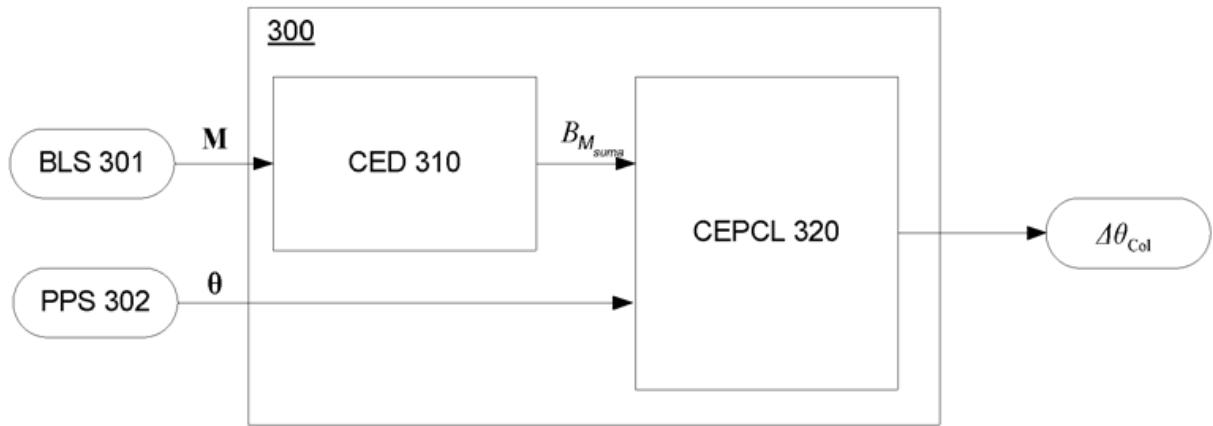 300
BLS 301
M
CED 310
B_{M_{suma}}
CEPCL 320
Δθ_{Col}
PPS 302
θ